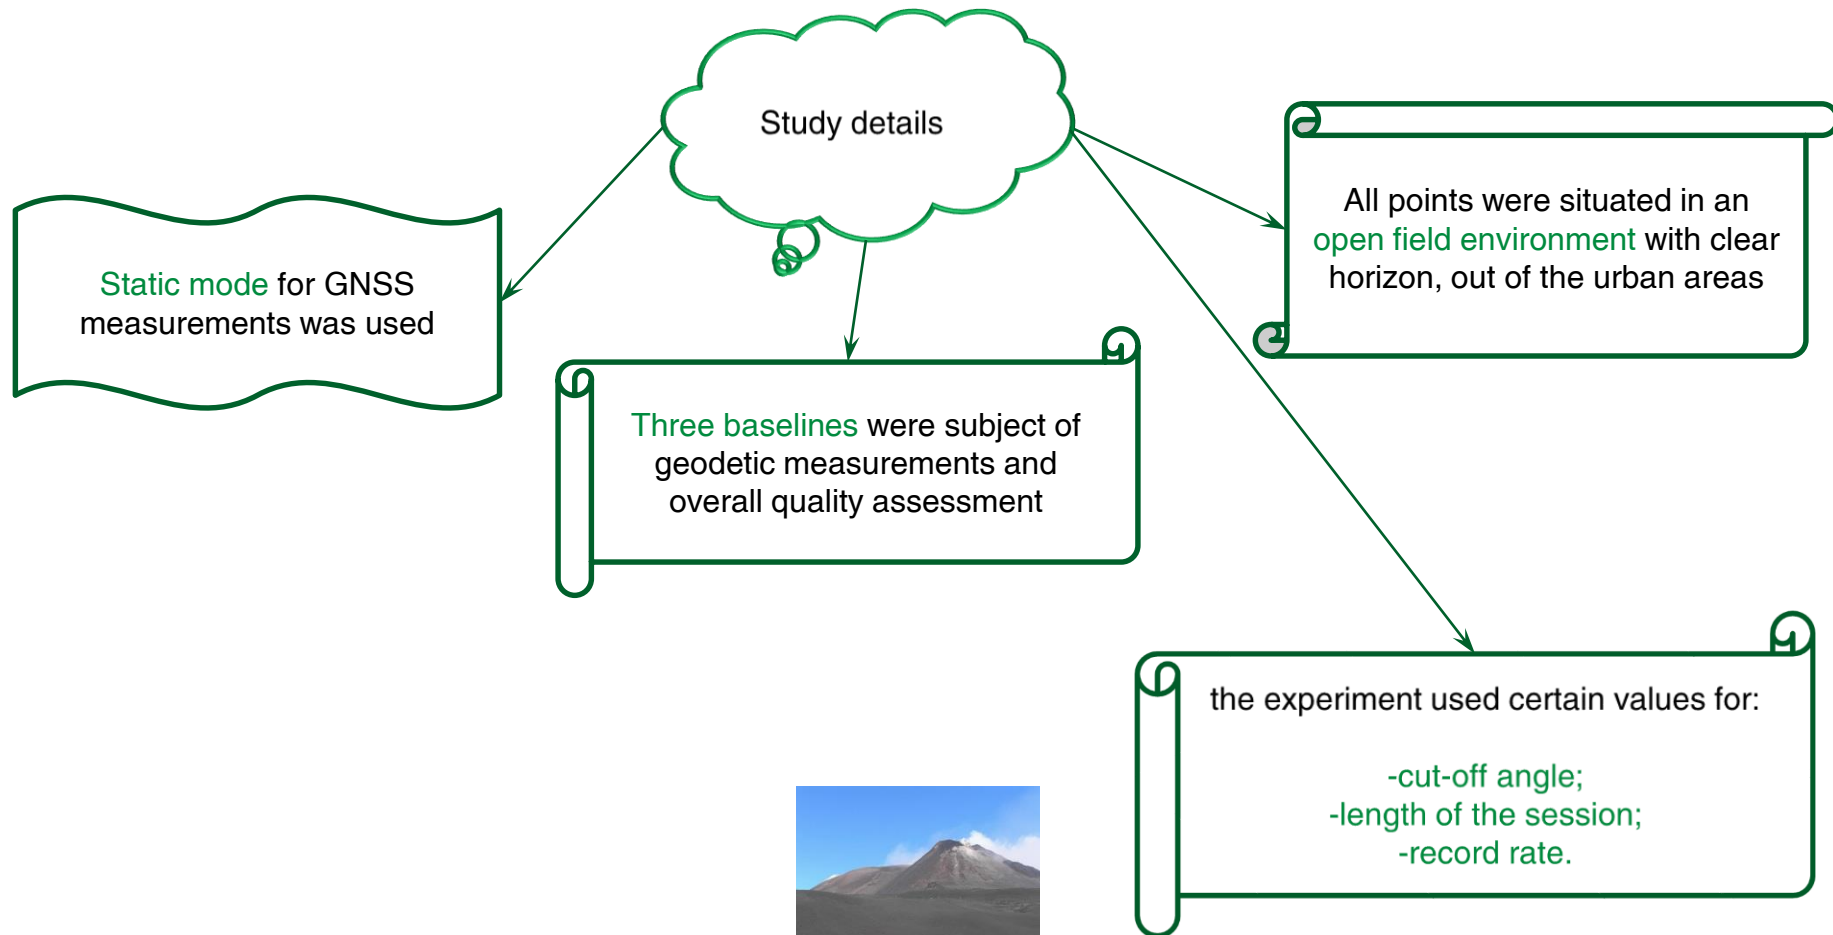 Study details
Static mode for GNSS
measurements was used
Three baselines were subject of
geodetic measurements and
overall quality assessment
All points were situated in an
open field environment with clear
horizon, out of the urban areas
the experiment used certain values for:
-cut-off angle;
-length of the session;
-record rate.